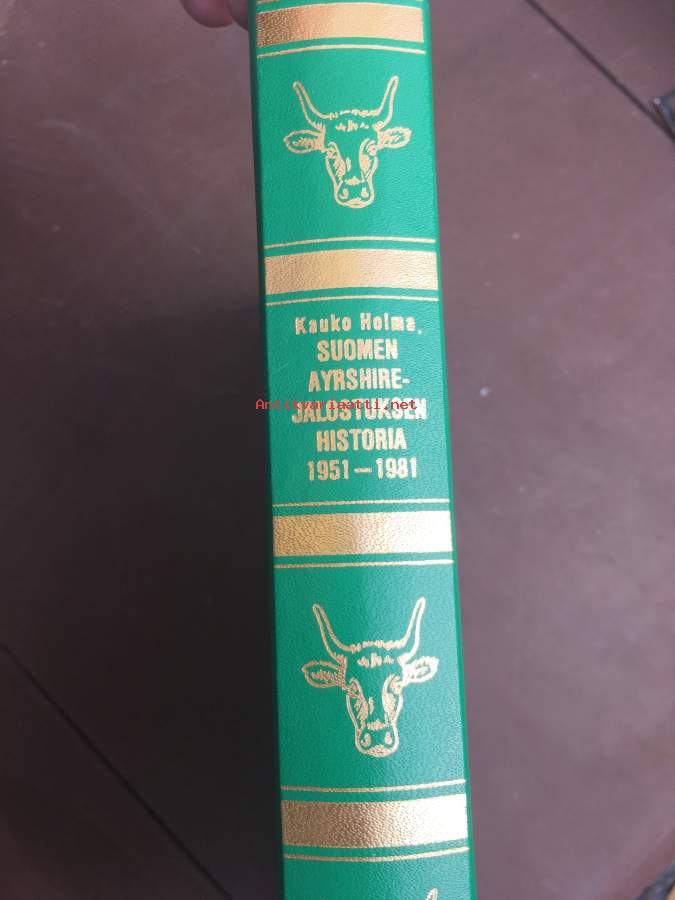 Kauko Holma,
SUOMEN
AYRSHIRE-
Antikvariaatti.net
JALOSTUKSEN
HISTORIA
1951—1981